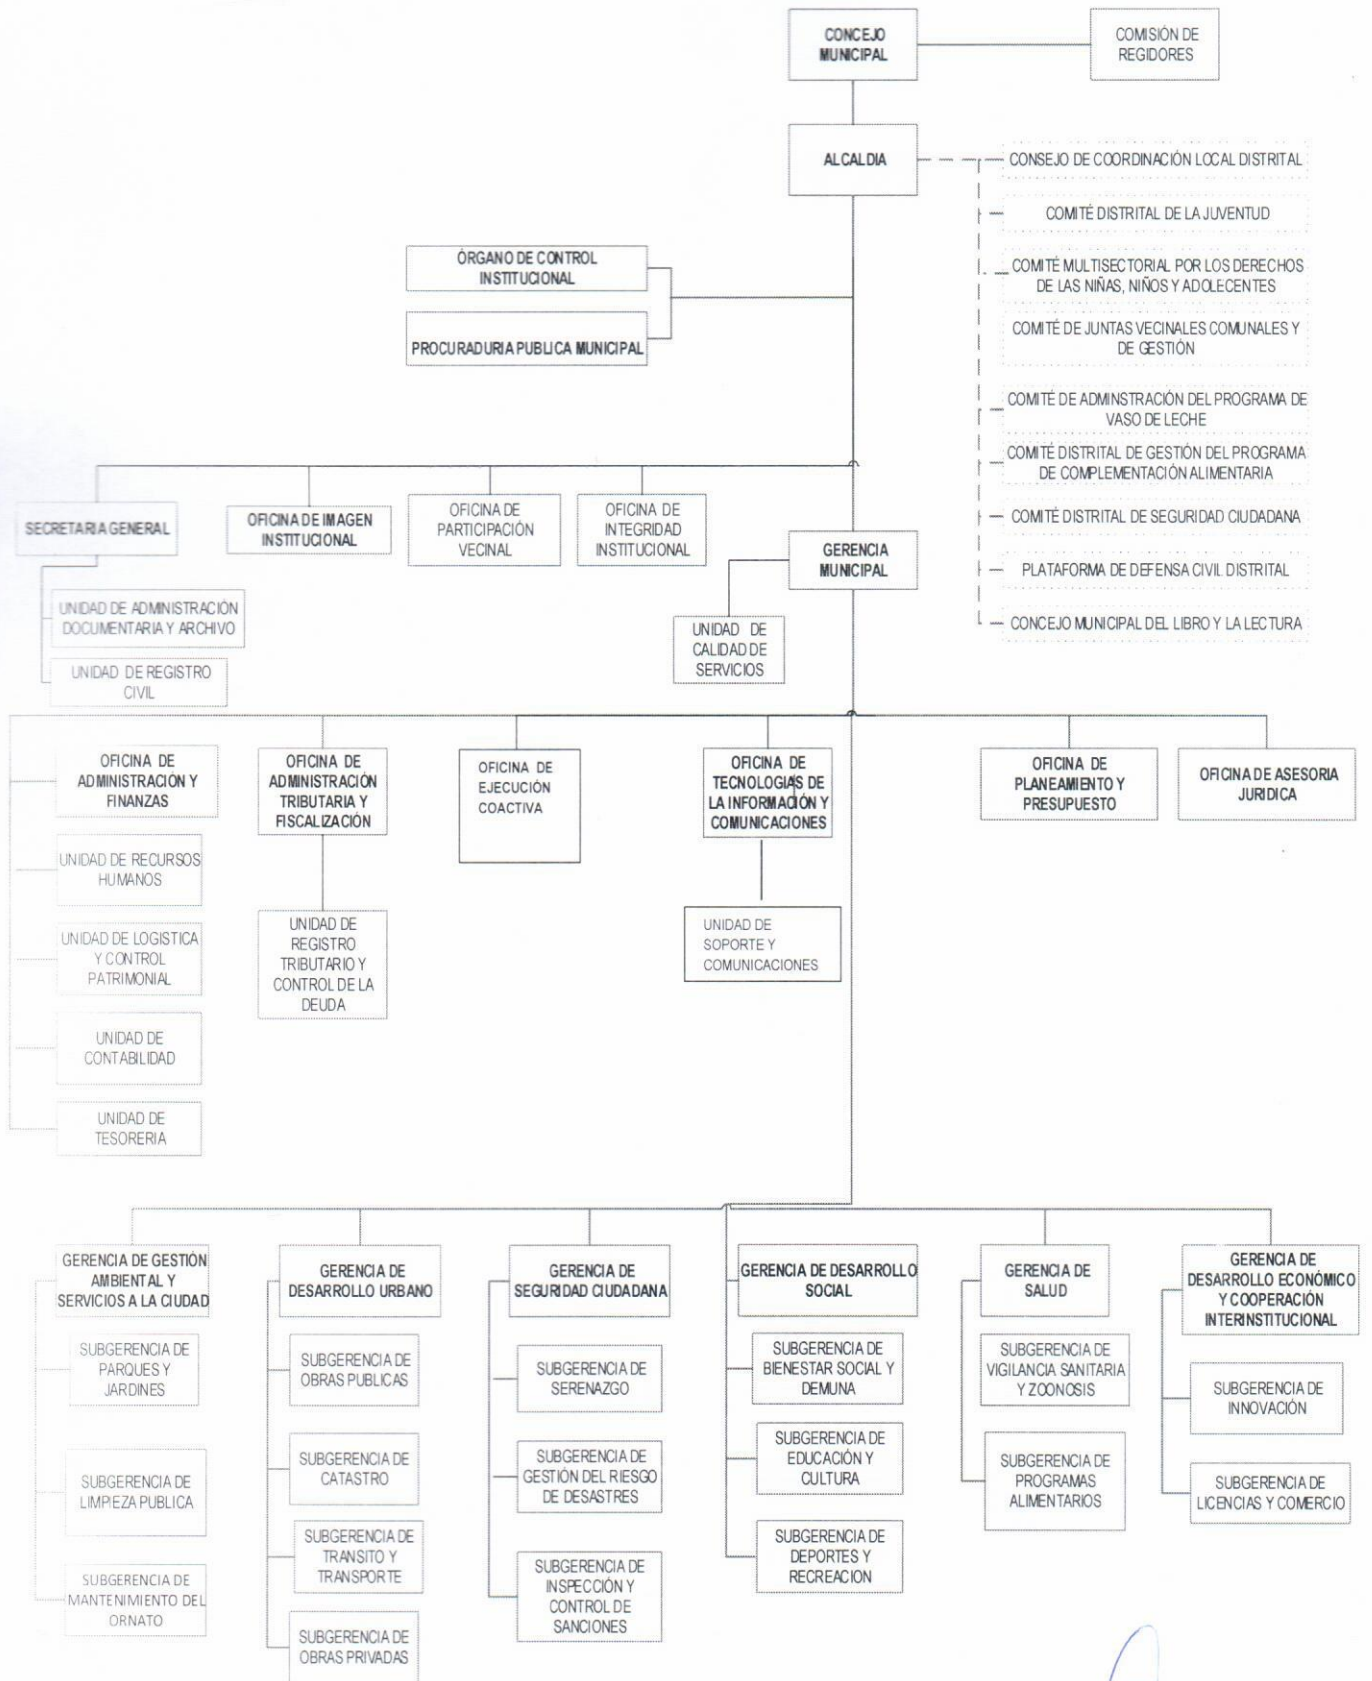 CONCEJO
MUNICIPAL
COMISIÓN DE
REGIDORES
ALCALDIA
CONSEJO DE COORDINACIÓN LOCAL DISTRITAL
COMITÉ DISTRITAL DE LA JUVENTUD
COMITÉ MULTISECTORIAL POR LOS DERECHOS
DE LAS NIÑAS, NIÑOS Y ADOLECENTES
COMITÉ DE JUNTAS VECINALES COMUNALES Y
DE GESTIÓN
COMITÉ DE ADMINSTRACIÓN DEL PROGRAMA DE
VASO DE LECHE
COMITÉ DISTRITAL DE GESTIÓN DEL PROGRAMA
DE COMPLEMENTACIÓN ALIMENTARIA
COMITÉ DISTRITAL DE SEGURIDAD CIUDADANA
PLATAFORMA DE DEFENSA CIVIL DISTRITAL
CONCEJO MUNICIPAL DEL LIBRO Y LA LECTURA
ÓRGANO DE CONTROL
INSTITUCIONAL
PROCURADURIA PUBLICA MUNICIPAL
SECRETARIA GENERAL
OFICINA DE IMAGEN
INSTITUCIONAL
OFICINA DE
PARTICIPACIÓN
VECINAL
OFICINA DE
INTEGRIDAD
INSTITUCIONAL
GERENCIA
MUNICIPAL
UNIDAD DE ADMINISTRACIÓN
DOCUMENTARIA Y ARCHIVO
UNIDAD DE REGISTRO
CIVIL
UNIDAD DE
CALIDAD DE
SERVICIOS
OFICINA DE
ADMINISTRACIÓN Y
FINANZAS
OFICINA DE
ADMINISTRACIÓN
TRIBUTARIA Y
FISCALIZACIÓN
OFICINA DE
EJECUCIÓN
COACTIVA
OFICINA DE
TECNOLOGIAS DE
LA INFORMACIÓN Y
COMUNICACIONES
OFICINA DE
PLANEAMIENTO Y
PRESUPUESTO
OFICINA DE ASESORIA
JURIDICA
UNIDAD DE RECURSOS
HUMANOS
UNIDAD DE LOGISTICA
Y CONTROL
PATRIMONIAL
UNIDAD DE
CONTABILIDAD
UNIDAD DE
TESORERIA
UNIDAD DE
REGISTRO
TRIBUTARIO Y
CONTROL DE LA
DEUDA
UNIDAD DE
SOPORTE Y
COMUNICACIONES
GERENCIA DE GESTIÓN
AMBIENTAL Y
SERVICIOS A LA CIUDAD
SUBGERENCIA DE
PARQUES Y
JARDINES
SUBGERENCIA DE
LIMPIEZA PUBLICA
SUBGERENCIA DE
MANTENIMIENTO DEL
ORNATO
GERENCIA DE
DESARROLLO URBANO
SUBGERENCIA DE
OBRAS PUBLICAS
SUBGERENCIA DE
CATASTRO
SUBGERENCIA DE
TRANSITO Y
TRANSPORTE
SUBGERENCIA DE
OBRAS PRIVADAS
GERENCIA DE
SEGURIDAD CIUDADANA
SUBGERENCIA DE
SERENAZGO
SUBGERENCIA DE
GESTIÓN DEL RIESGO
DE DESASTRES
SUBGERENCIA DE
INSPECCIÓN Y
CONTROL DE
SANCIONES
GERENCIA DE DESARROLLO
SOCIAL
SUBGERENCIA DE
BIENESTAR SOCIAL Y
DEMUNA
SUBGERENCIA DE
EDUCACIÓN Y
CULTURA
SUBGERENCIA DE
DEPORTES Y
RECREACION
GERENCIA DE
SALUD
SUBGERENCIA DE
VIGILANCIA SANITARIA
Y ZOONOSIS
SUBGERENCIA DE
PROGRAMAS
ALIMENTARIOS
GERENCIA DE
DESARROLLO ECONÓMICO
Y COOPERACIÓN
INTERINSTITUCIONAL
SUBGERENCIA DE
INNOVACIÓN
SUBGERENCIA DE
LICENCIAS Y COMERCIO